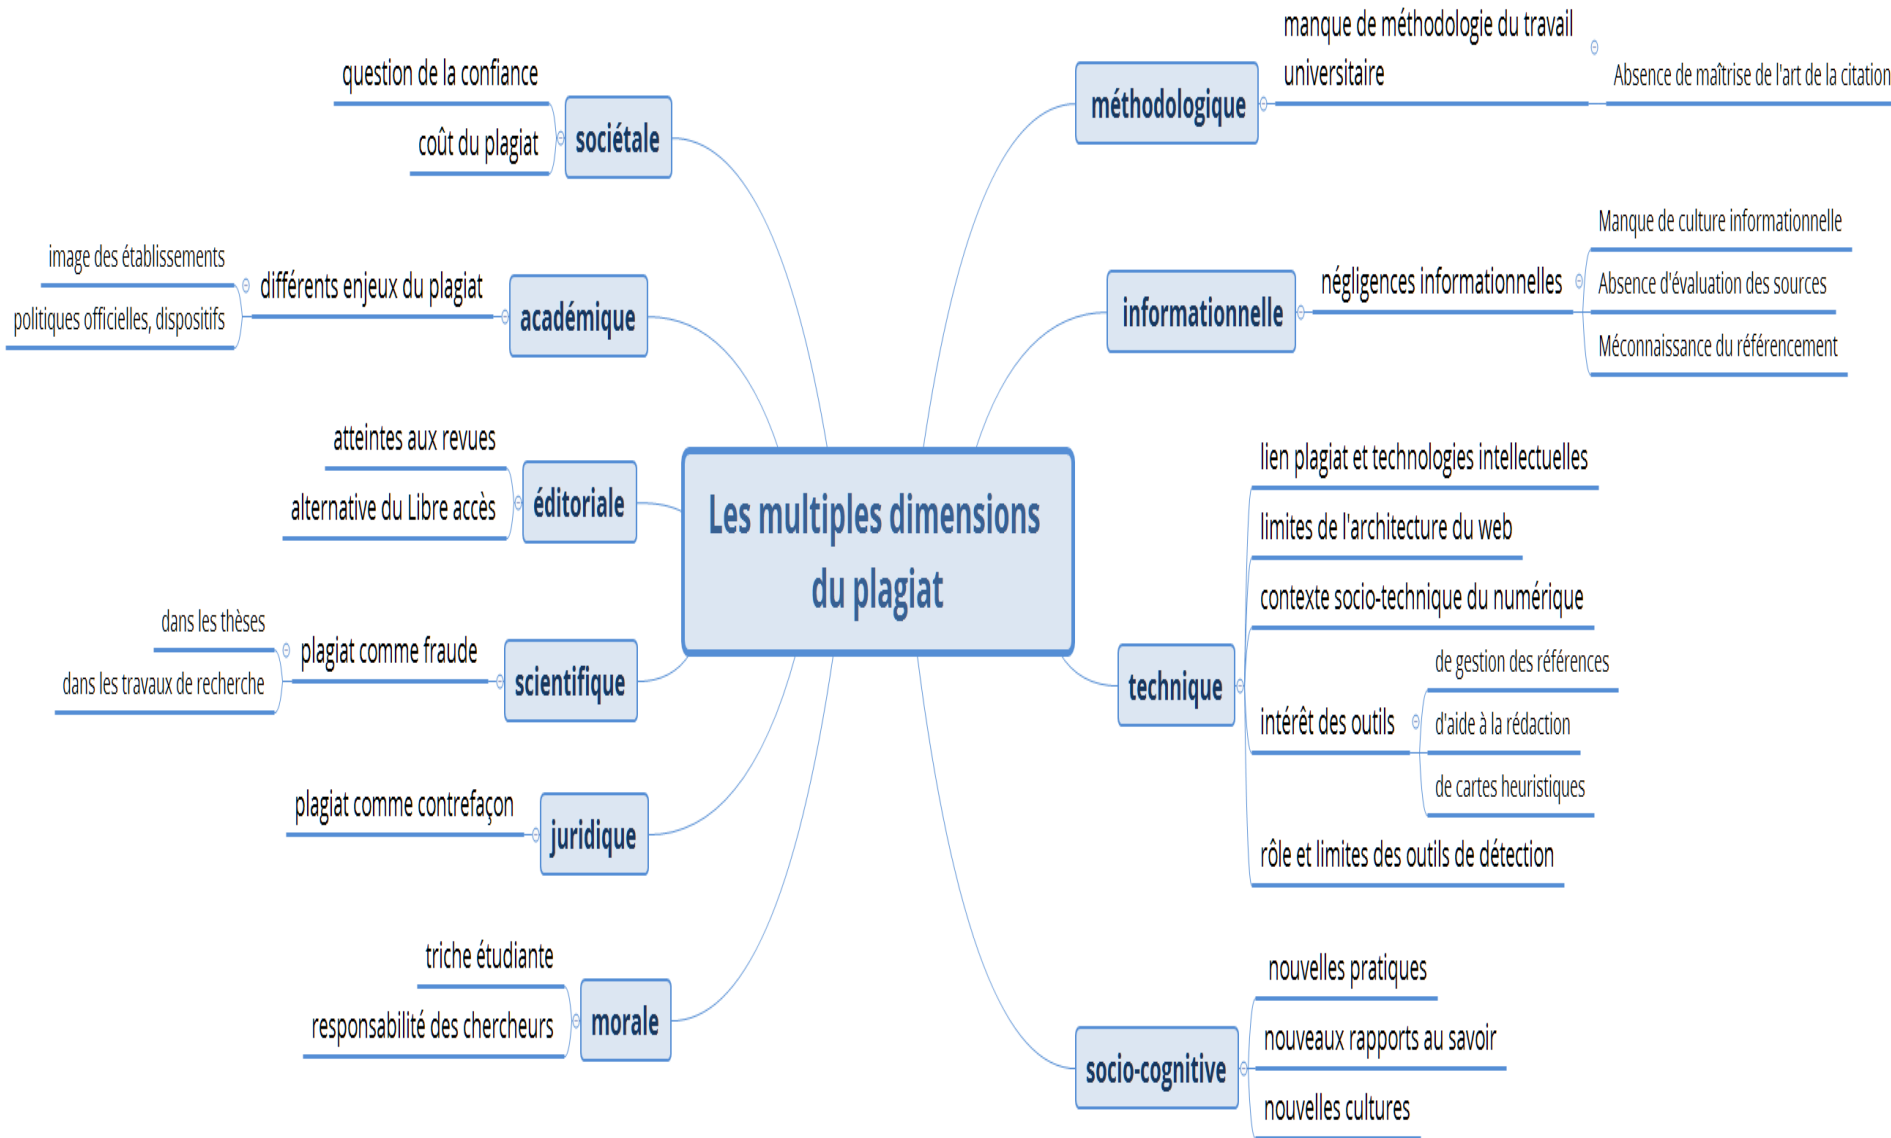 Les multiples dimensions
du plagiat
méthodologique
manque de méthodologie du travail
universitaire
Absence de maîtrise de l'art de la citation
informationnelle
négligences informationnelles
Manque de culture informationnelle
Absence d'évaluation des sources
Méconnaissance du référencement
technique
lien plagiat et technologies intellectuelles
limites de l'architecture du web
contexte socio-technique du numérique
intérêt des outils
de gestion des références
d'aide à la rédaction
de cartes heuristiques
rôle et limites des outils de détection
socio-cognitive
nouvelles pratiques
nouveaux rapports au savoir
nouvelles cultures
sociétale
question de la confiance
coût du plagiat
académique
différents enjeux du plagiat
image des établissements
politiques officielles, dispositifs
éditoriale
atteintes aux revues
alternative du Libre accès
scientifique
plagiat comme fraude
dans les thèses
dans les travaux de recherche
juridique
plagiat comme contrefaçon
morale
triche étudiante
responsabilité des chercheurs